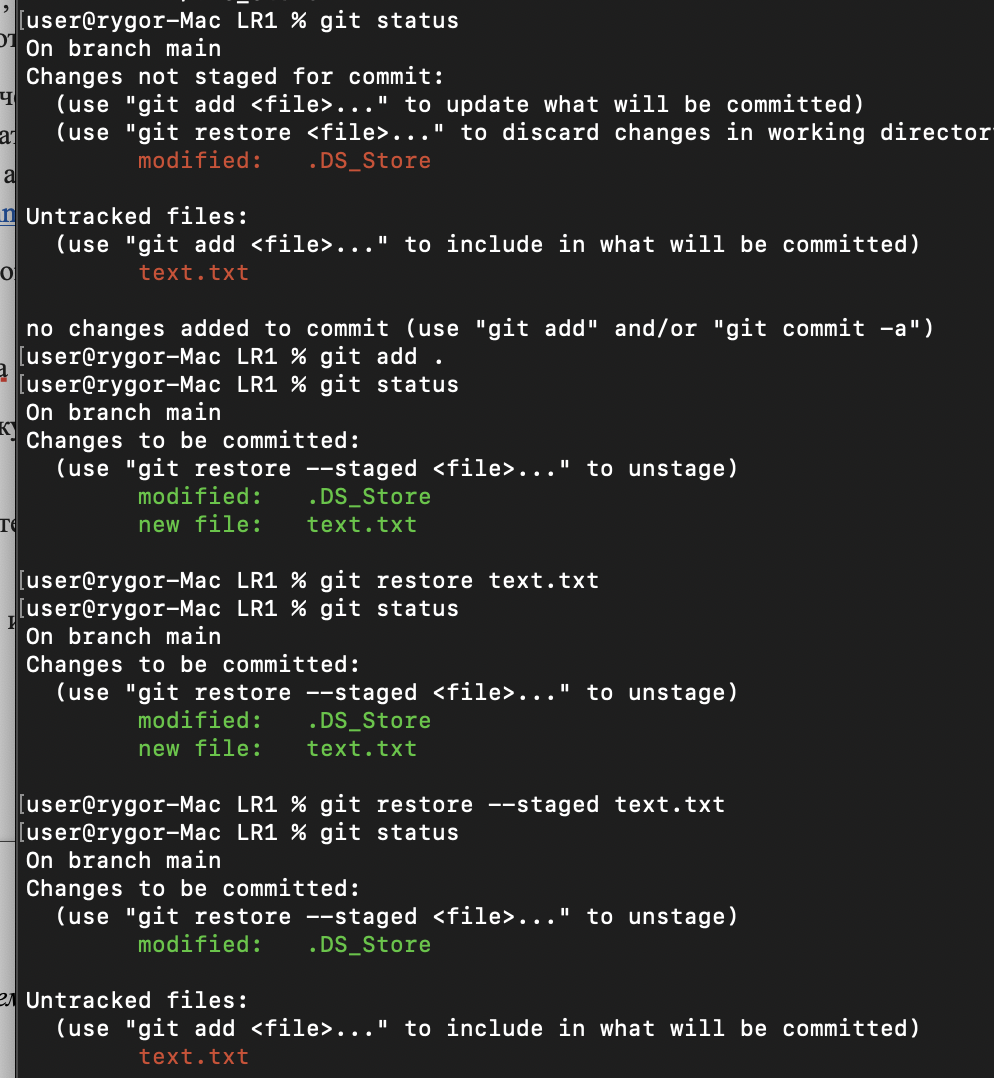 [user@rygor-Mac LR1 % git status
On branch main
Changes not staged for commit:
  (use "git add <file>..." to update what will be committed)
  (use "git restore <file>..." to discard changes in working director
        modified:   .DS_Store
Untracked files:
  (use "git add <file>..." to include in what will be committed)
        text.txt
no changes added to commit (use "git add" and/or "git commit -a")
[user@rygor-Mac LR1 % git add .
[user@rygor-Mac LR1 % git status
On branch main
Changes to be committed:
  (use "git restore --staged <file>..." to unstage)
        modified:   .DS_Store
        new file:   text.txt
[user@rygor-Mac LR1 % git restore text.txt
[user@rygor-Mac LR1 % git status
On branch main
Changes to be committed:
  (use "git restore --staged <file>..." to unstage)
        modified:   .DS_Store
        new file:   text.txt
[user@rygor-Mac LR1 % git restore --staged text.txt
[user@rygor-Mac LR1 % git status
On branch main
Changes to be committed:
  (use "git restore --staged <file>..." to unstage)
        modified:   .DS_Store
Untracked files:
  (use "git add <file>..." to include in what will be committed)
        text.txt